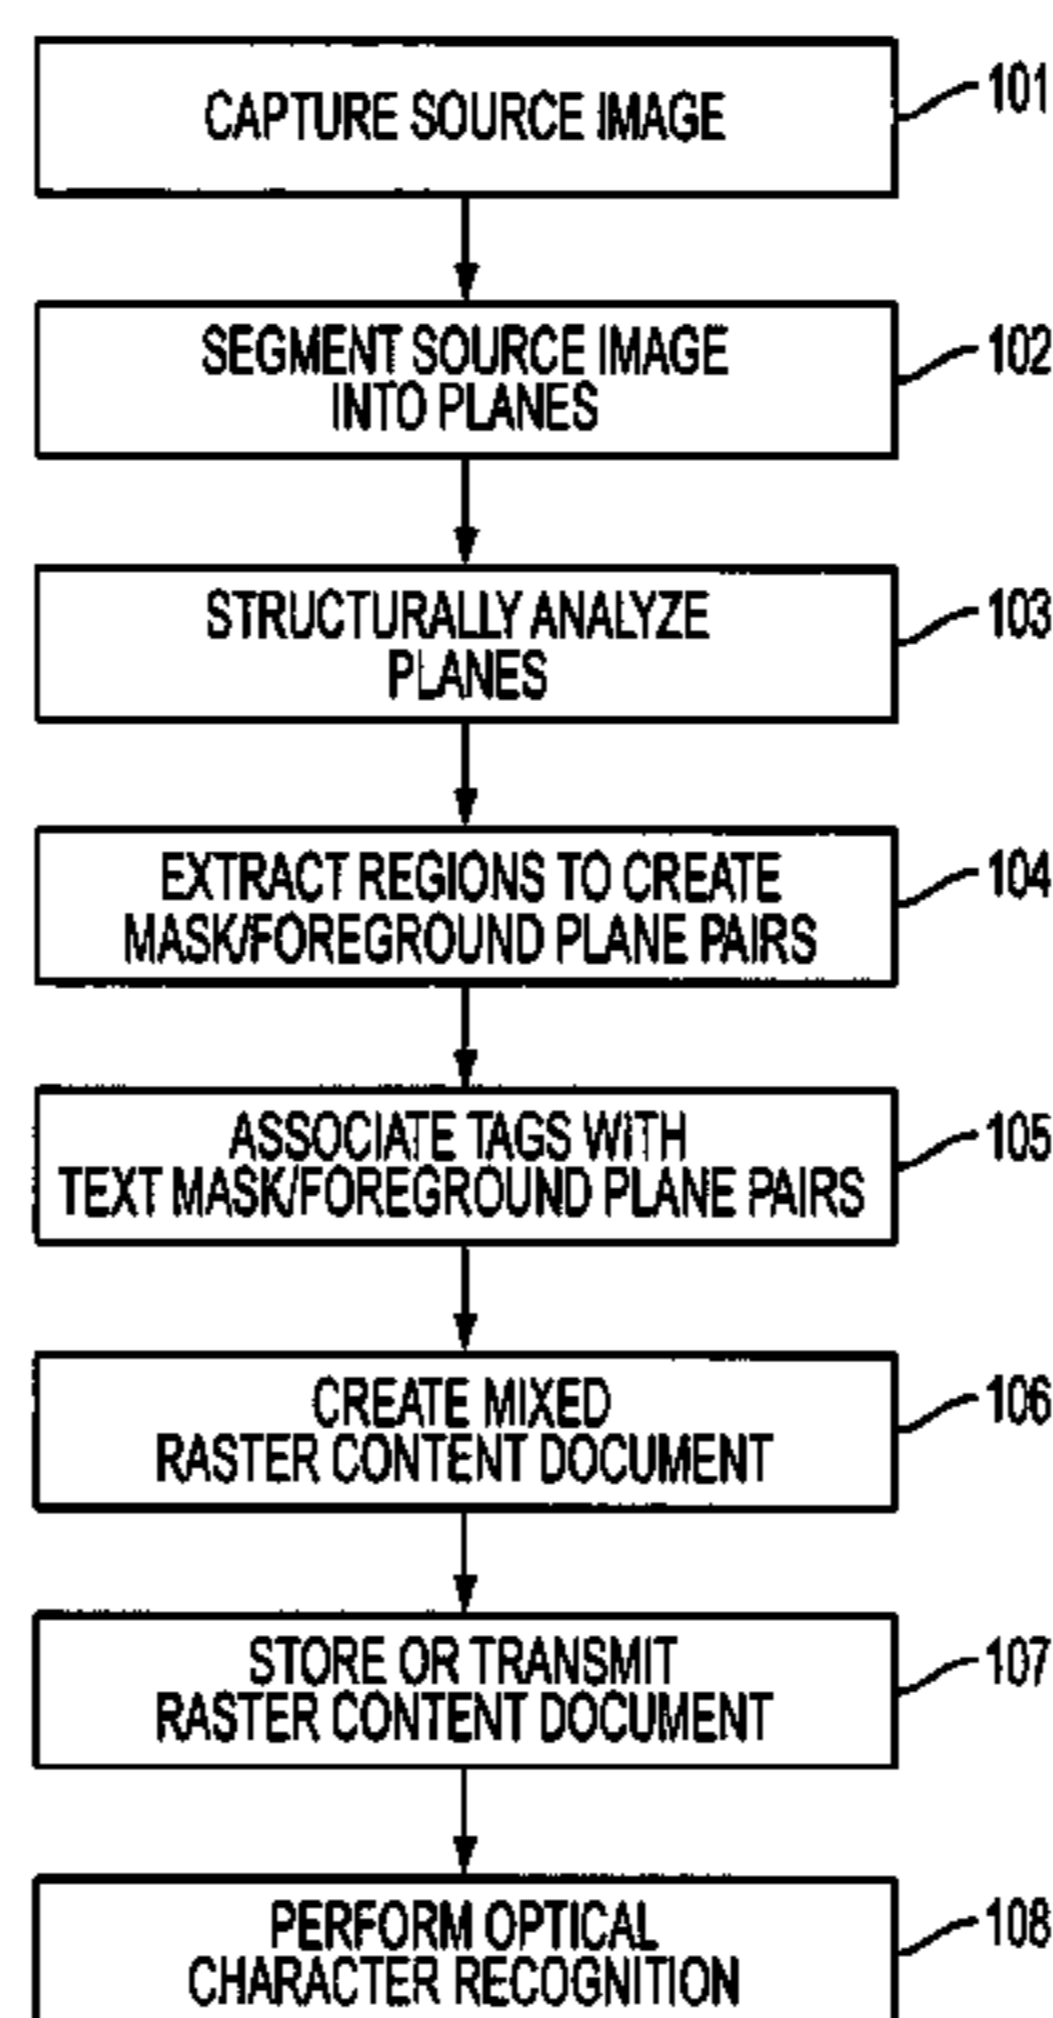 CAPTURE SOURCE IMAGE
101
SEGMENT SOURCE IMAGE
INTO PLANES
102
STRUCTURALLY ANALYZE
PLANES
103
EXTRACT REGIONS TO CREATE
MASK/FOREGROUND PLANE PAIRS
104
ASSOCIATE TAGS WITH
TEXT MASK/FOREGROUND PLANE PAIRS
105
CREATE MIXED
RASTER CONTENT DOCUMENT
106
STORE OR TRANSMIT
RASTER CONTENT DOCUMENT
107
PERFORM OPTICAL
CHARACTER RECOGNITION
108